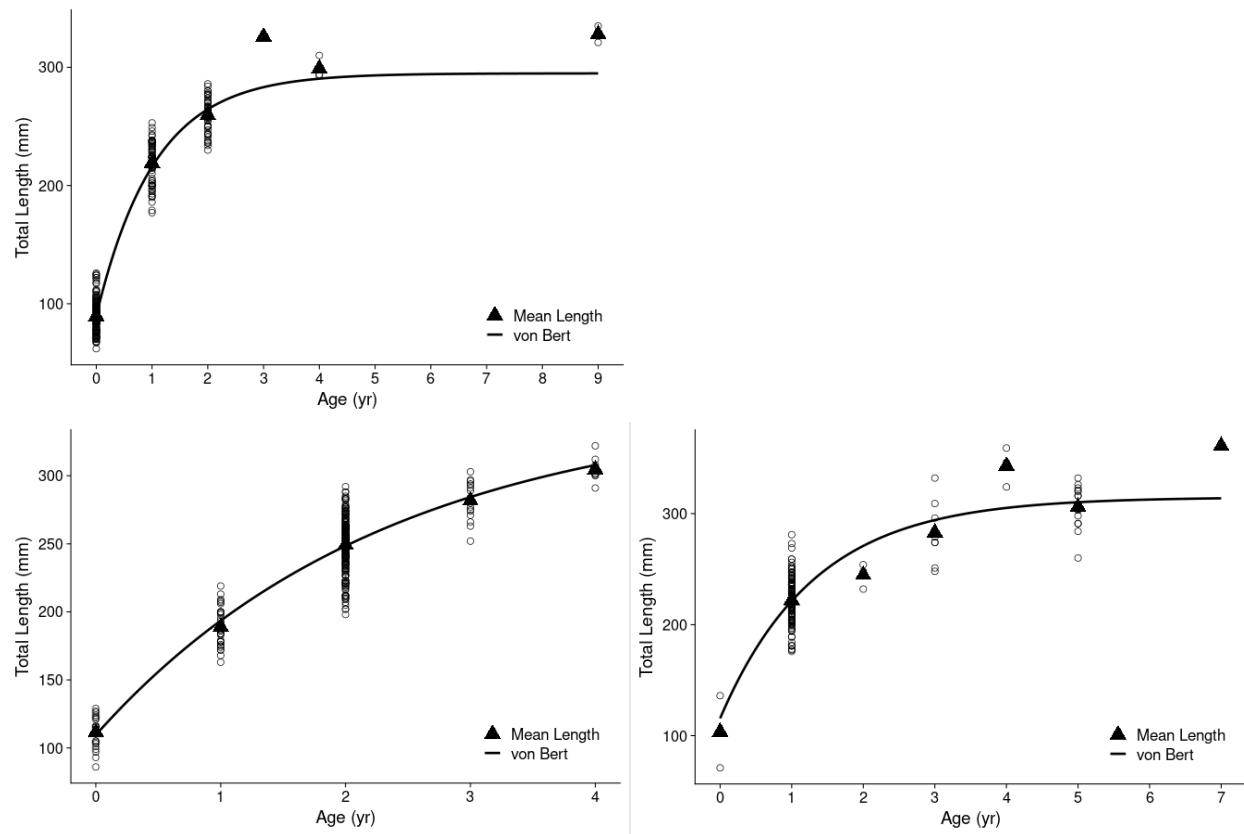 Total Length (mm)
300
200
100
Mean Length
von Bert
0 1 2 3 4 5 6 7 8 9
Age (yr)
Total Length (mm)
300
250
200
150
100
Mean Length
von Bert
0 1 2 3 4
Age (yr)
Total Length (mm)
300
200
100
Mean Length
von Bert
0 1 2 3 4 5 6 7
Age (yr)